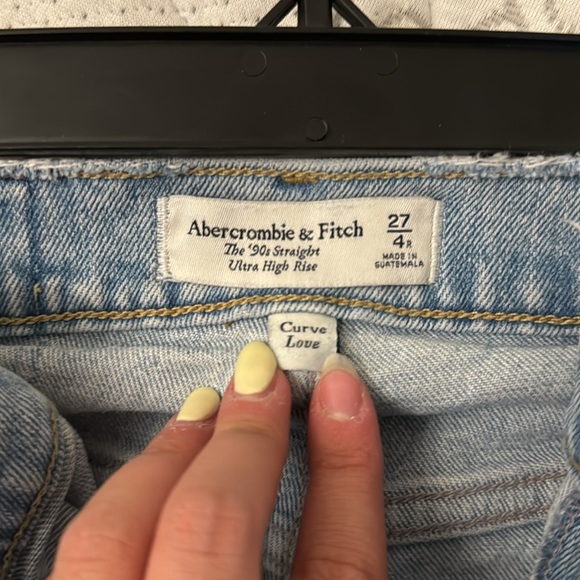 Abercrombie & Fitch
The '90s Straight
Ultra High Rise
27
4R
MADE IN
GUATEMALA
Curve
Love